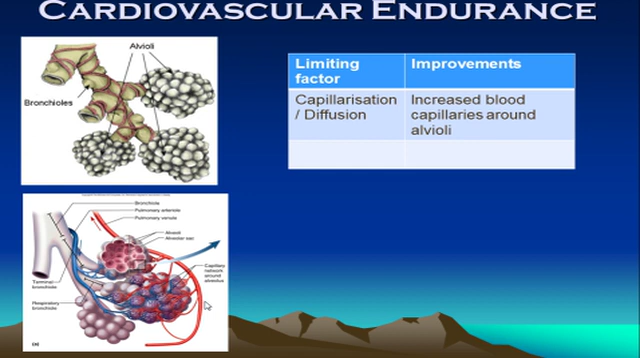 CARDIOVASCULAR ENDURANCE
Alvioli
Bronchioles
Limiting factor
Improvements
Capillarisation / Diffusion
Increased blood capillaries around alvioli
Bronchiole
Pulmonary arteriole
Pulmonary venule
Alveoli
Alveolar sac
Capillary network around alveolus
Terminal bronchiole
Respiratory bronchiole
(a)